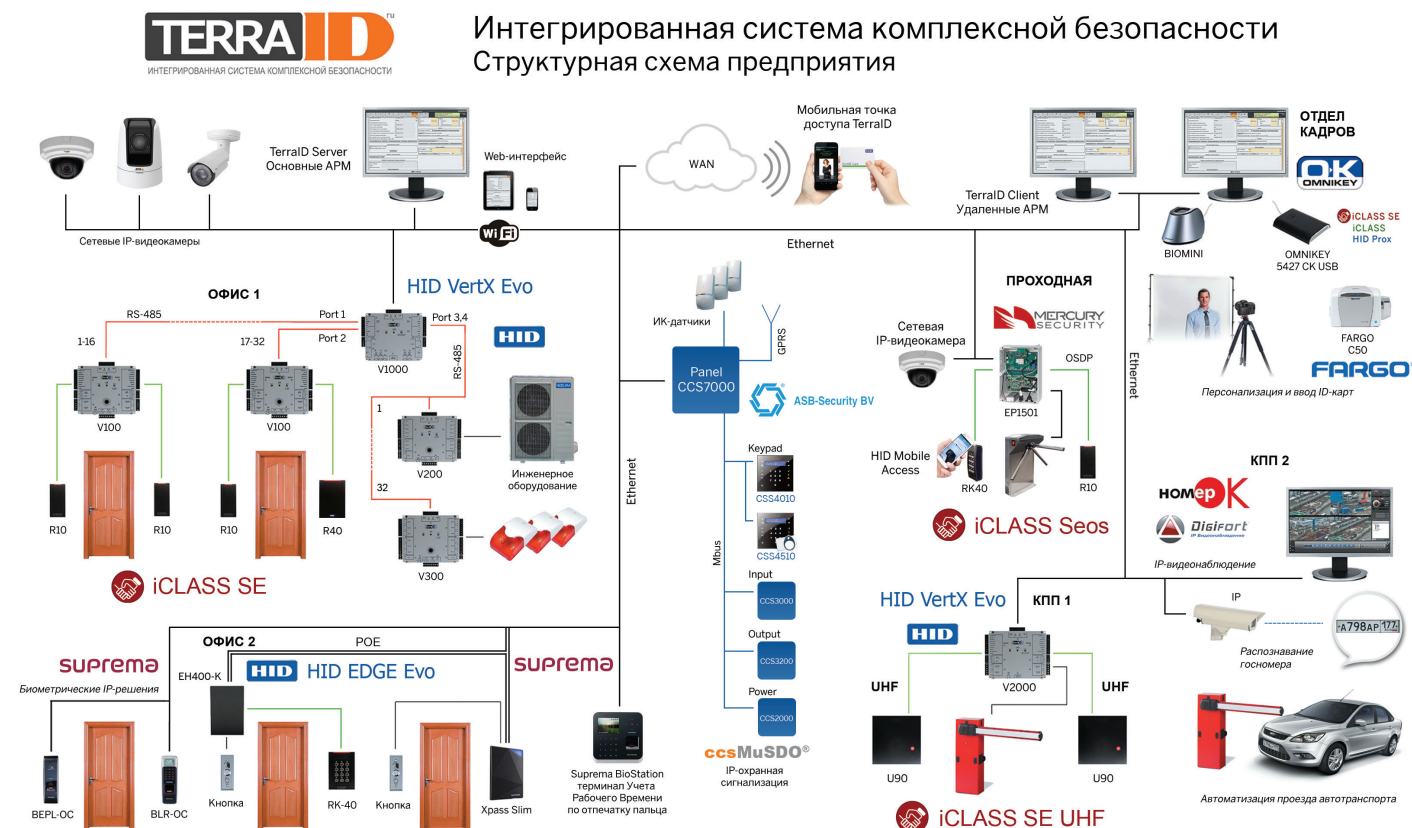 TERRA ID
ru
ИНТЕГРИРОВАННАЯ СИСТЕМА КОМПЛЕКСНОЙ БЕЗОПАСНОСТИ
Интегрированная система комплексной безопасности
Структурная схема предприятия
TerraID Server
Основные АРМ
Web-интерфейс
WiFi
Сетевые IP-видеокамеры
WAN
Мобильная точка
доступа TerraID
Ethernet
TerraID Client
Удаленные АРМ
ОТДЕЛ
КАДРОВ
OK
OMNIKEY
BIOMINI
OMNIKEY
5427 CK USB
iCLASS SE
iCLASS
HID Prox
FARGO
C50
FARGO
Персонализация и ввод ID-карт
ОФИС 1
HID VertX Evo
HID
RS-485
Port 1
Port 2
Port 3,4
RS-485
1-16
17-32
V1000
V100
V100
1
V200
32
V300
Инженерное
оборудование
R10
R10
R10
R40
iCLASS SE
Ethernet
ИК-датчики
GPRS
Panel
CCS7000
ASB-Security BV
Mbus
Keypad
CSS4010
CSS4510
Input
CCS3000
Output
CCS3200
Power
CCS2000
ccsMuSDO®
IP-охранная
сигнализация
ПРОХОДНАЯ
MERCURY
SECURITY
Сетевая
IP-видеокамера
OSDP
EP1501
HID Mobile
Access
RK40
R10
iCLASS Seos
Ethernet
КПП 2
НОМЕР К
Digifort
IP Видеонаблюдение
IP-видеонаблюдение
IP
А798АР 177
Распознавание
госномера
Автоматизация проезда автотранспорта
HID VertX Evo
КПП 1
HID
V2000
UHF
UHF
U90
U90
iCLASS SE UHF
ОФИС 2
POE
suprema
Биометрические IP-решения
EH400-K
HID
HID EDGE Evo
suprema
BEPL-OC
BLR-OC
Кнопка
RK-40
Кнопка
Xpass Slim
Suprema BioStation
терминал Учета
Рабочего Времени
по отпечатку пальца